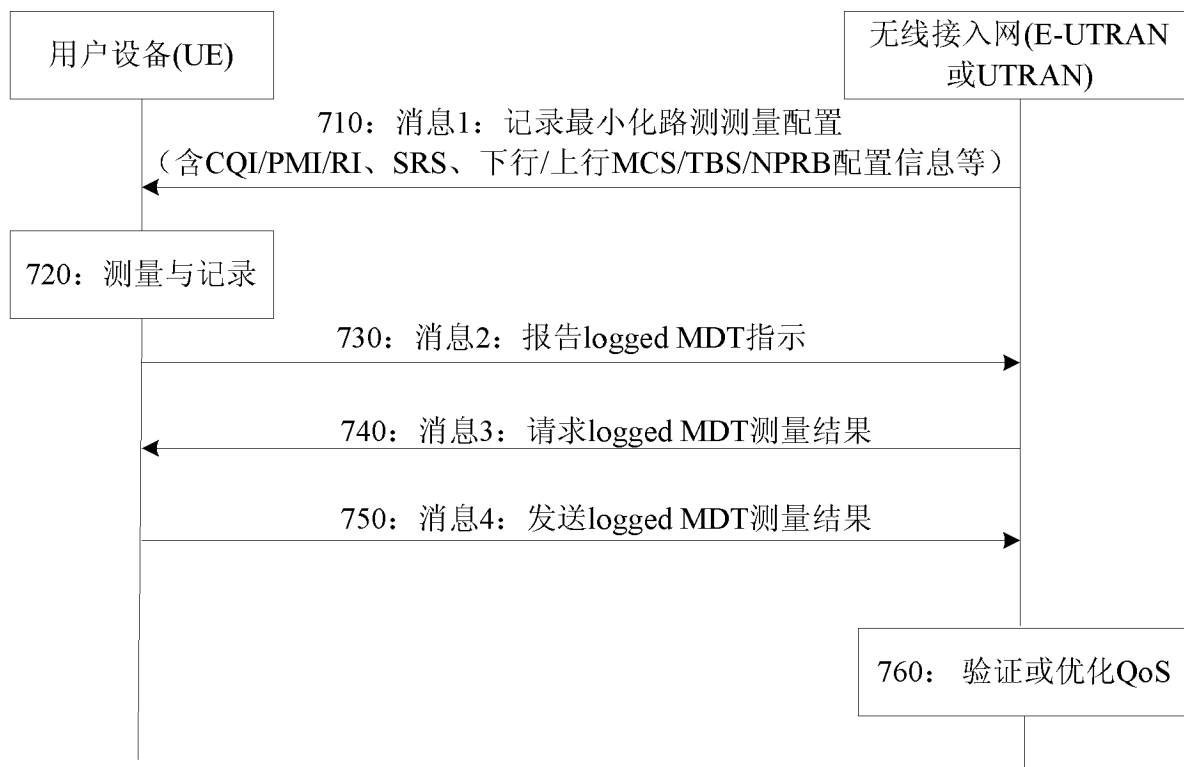 用户设备(UE)
无线接入网(E-UTRAN
或UTRAN)
710：消息1：记录最小化路测测量配置
（含CQI/PMI/RI、SRS、下行/上行MCS/TBS/NPRB配置信息等）
720：测量与记录
730：消息2：报告logged MDT指示
740：消息3：请求logged MDT测量结果
750：消息4：发送logged MDT测量结果
760： 验证或优化QoS